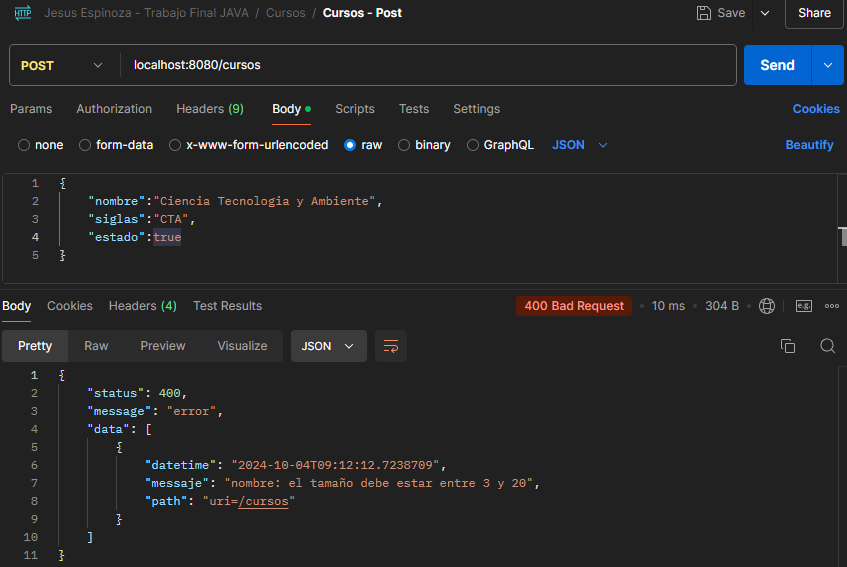 HTTP Jesus Espinoza - Trabajo Final JAVA / Cursos / Cursos - Post Save Share
POST localhost:8080/cursos Send
Params Authorization Headers (9) Body Scripts Tests Settings Cookies
none form-data x-www-form-urlencoded raw binary GraphQL JSON Beautify
1 {
2 "nombre":"Ciencia Tecnologia y Ambiente",
3 "siglas":"CTA",
4 "estado":true
5 }
Body Cookies Headers (4) Test Results 400 Bad Request • 10 ms • 304 B • e.g.
Pretty Raw Preview Visualize JSON
1 {
2 "status": 400,
3 "message": "error",
4 "data": [
5 {
6 "datetime": "2024-10-04T09:12:12.7238709",
7 "messaje": "nombre: el tamaño debe estar entre 3 y 20",
8 "path": "uri=/cursos"
9 }
10 ]
11 }